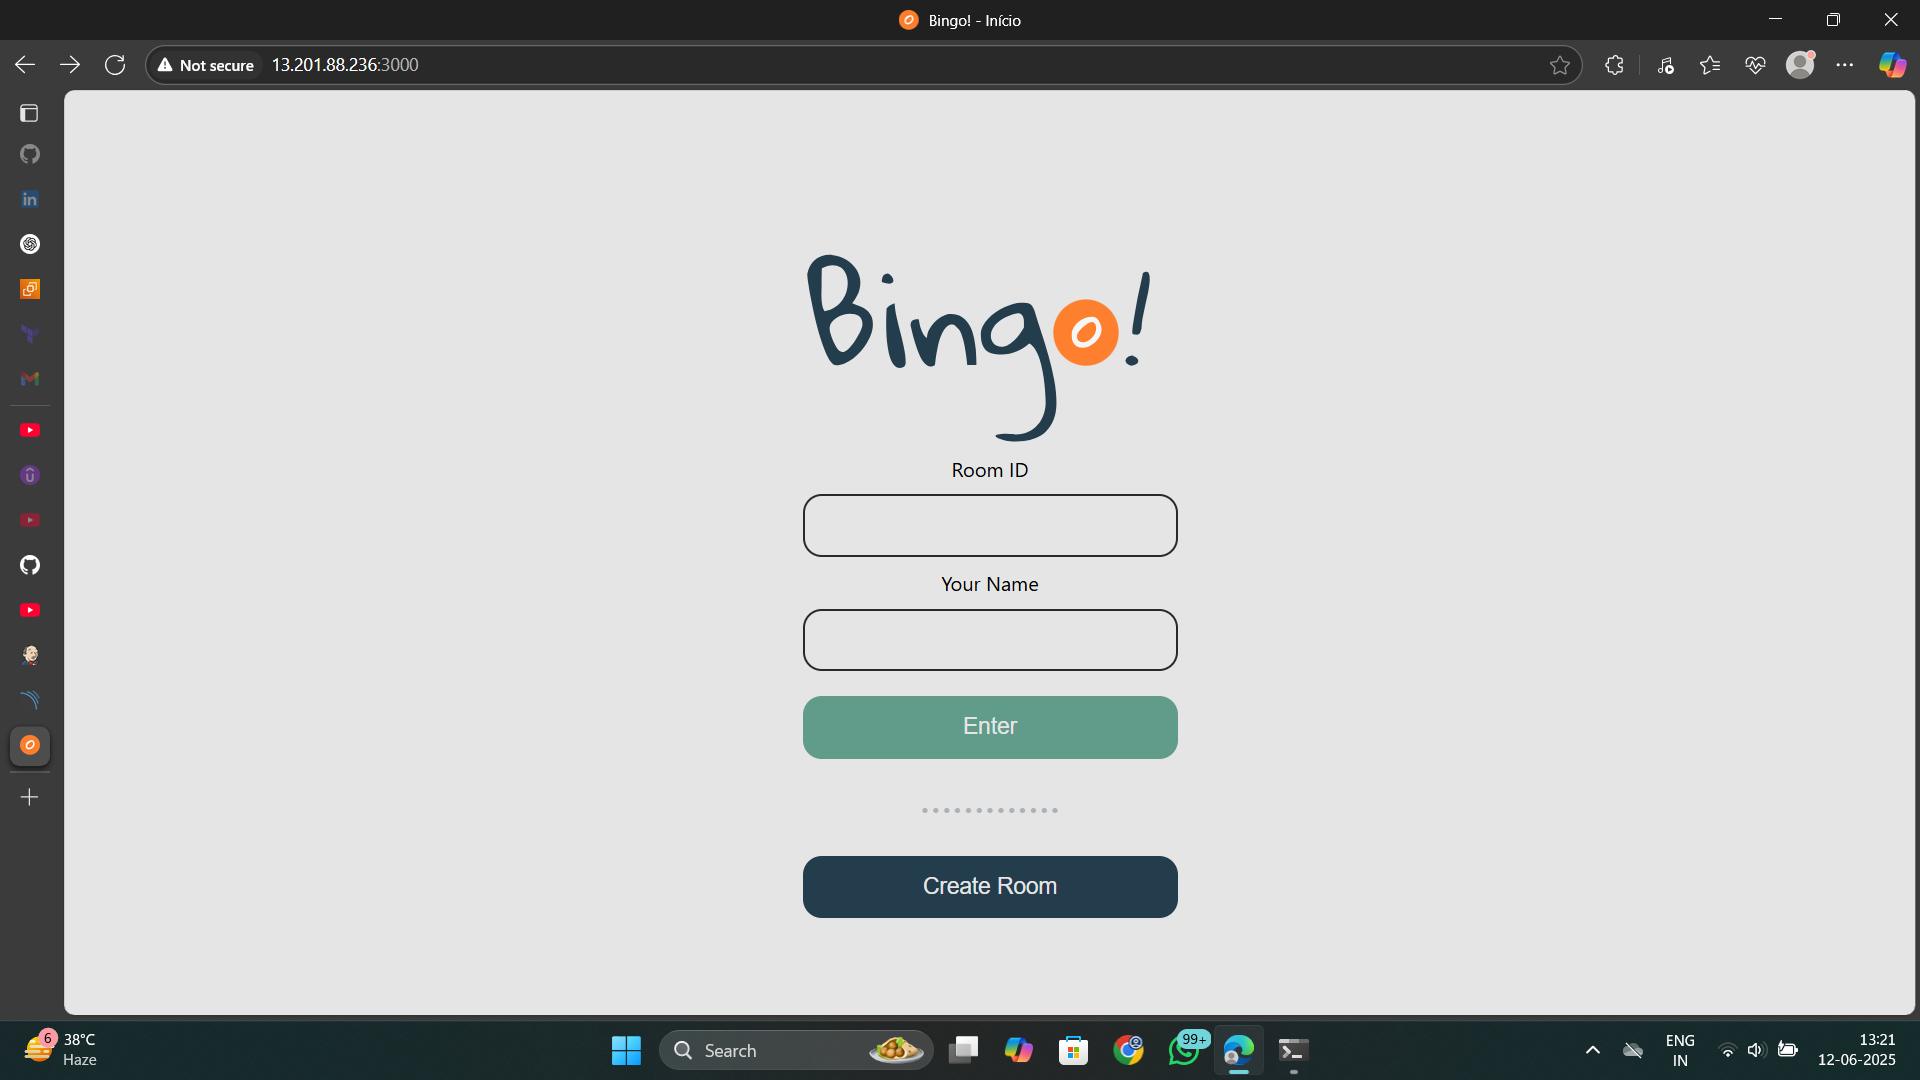 Bingo! - Início
Not secure
13.201.88.236:3000
Bingo!
Room ID
Your Name
Enter
Create Room
6
38°C
Haze
Search
99+
ENG
IN
13:21
12-06-2025